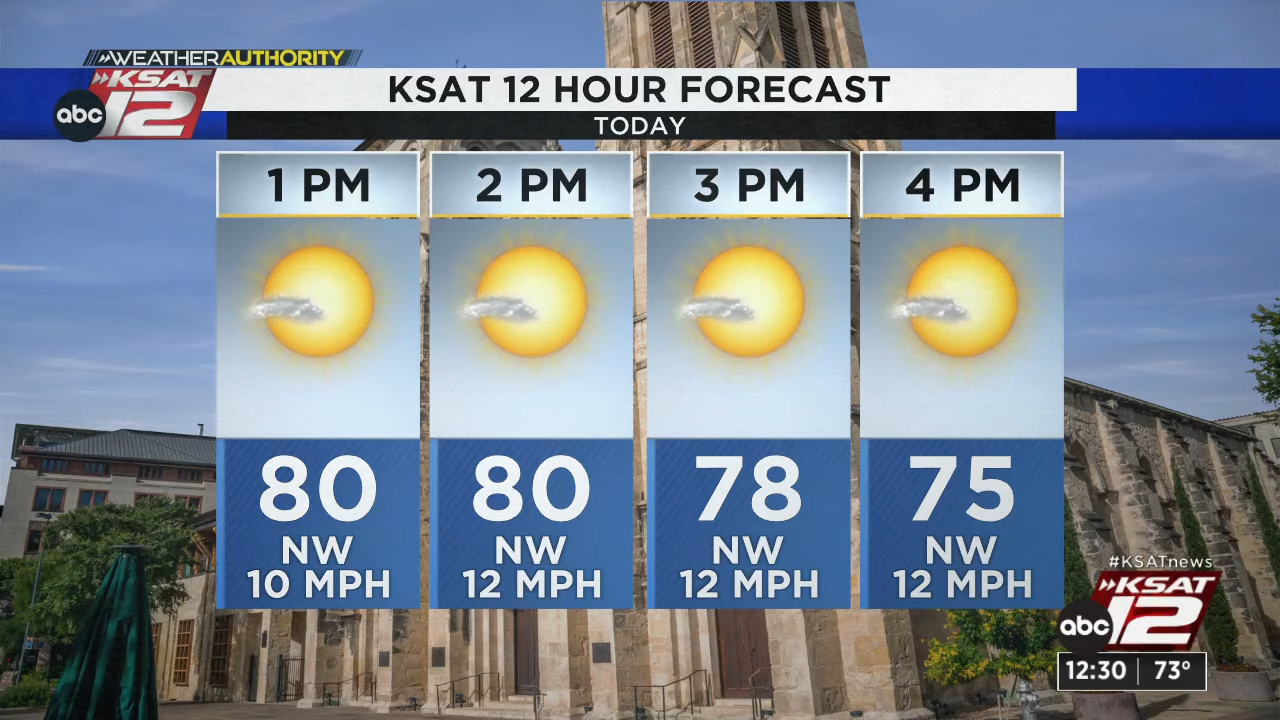 WEATHERAUTHORITY
KSAT
abc 12
KSAT 12 HOUR FORECAST
TODAY
1 PM
80
NW
10 MPH
2 PM
80
NW
12 MPH
3 PM
78
NW
12 MPH
4 PM
75
NW
12 MPH
#KSATnews
KSAT
abc 12
12:30 73°